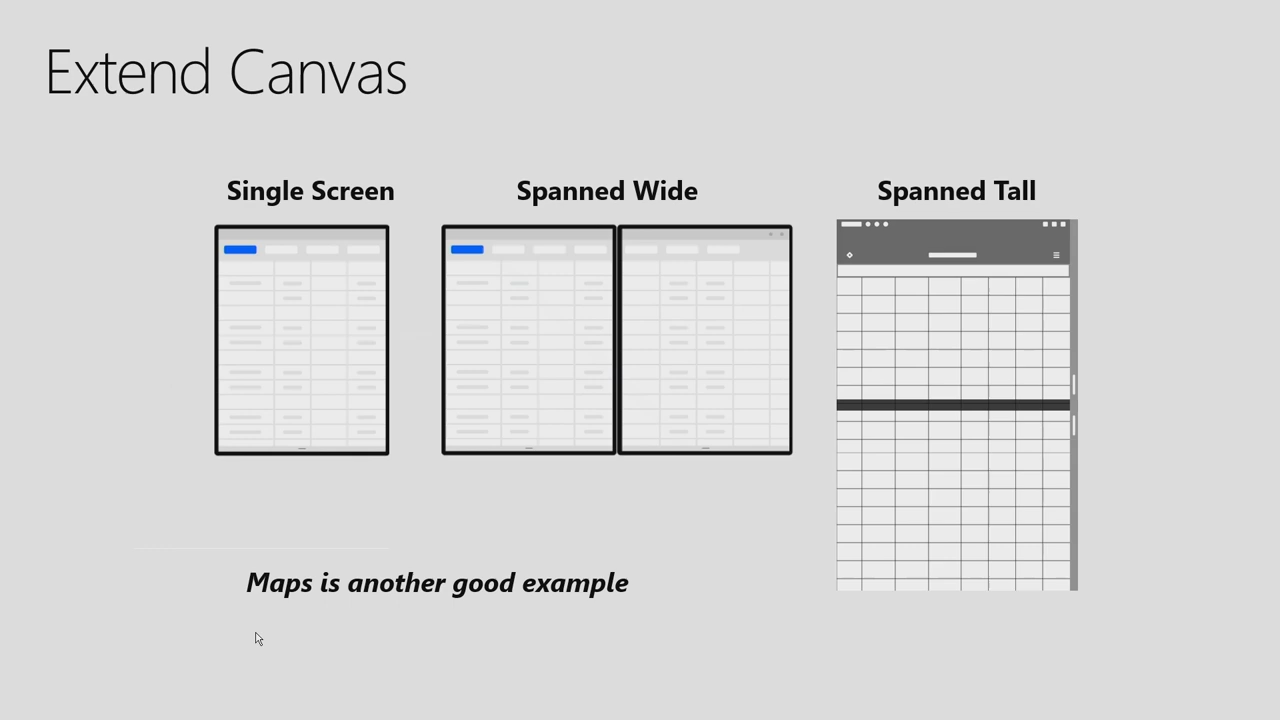 Extend Canvas
Single Screen
Spanned Wide
Spanned Tall
Maps is another good example